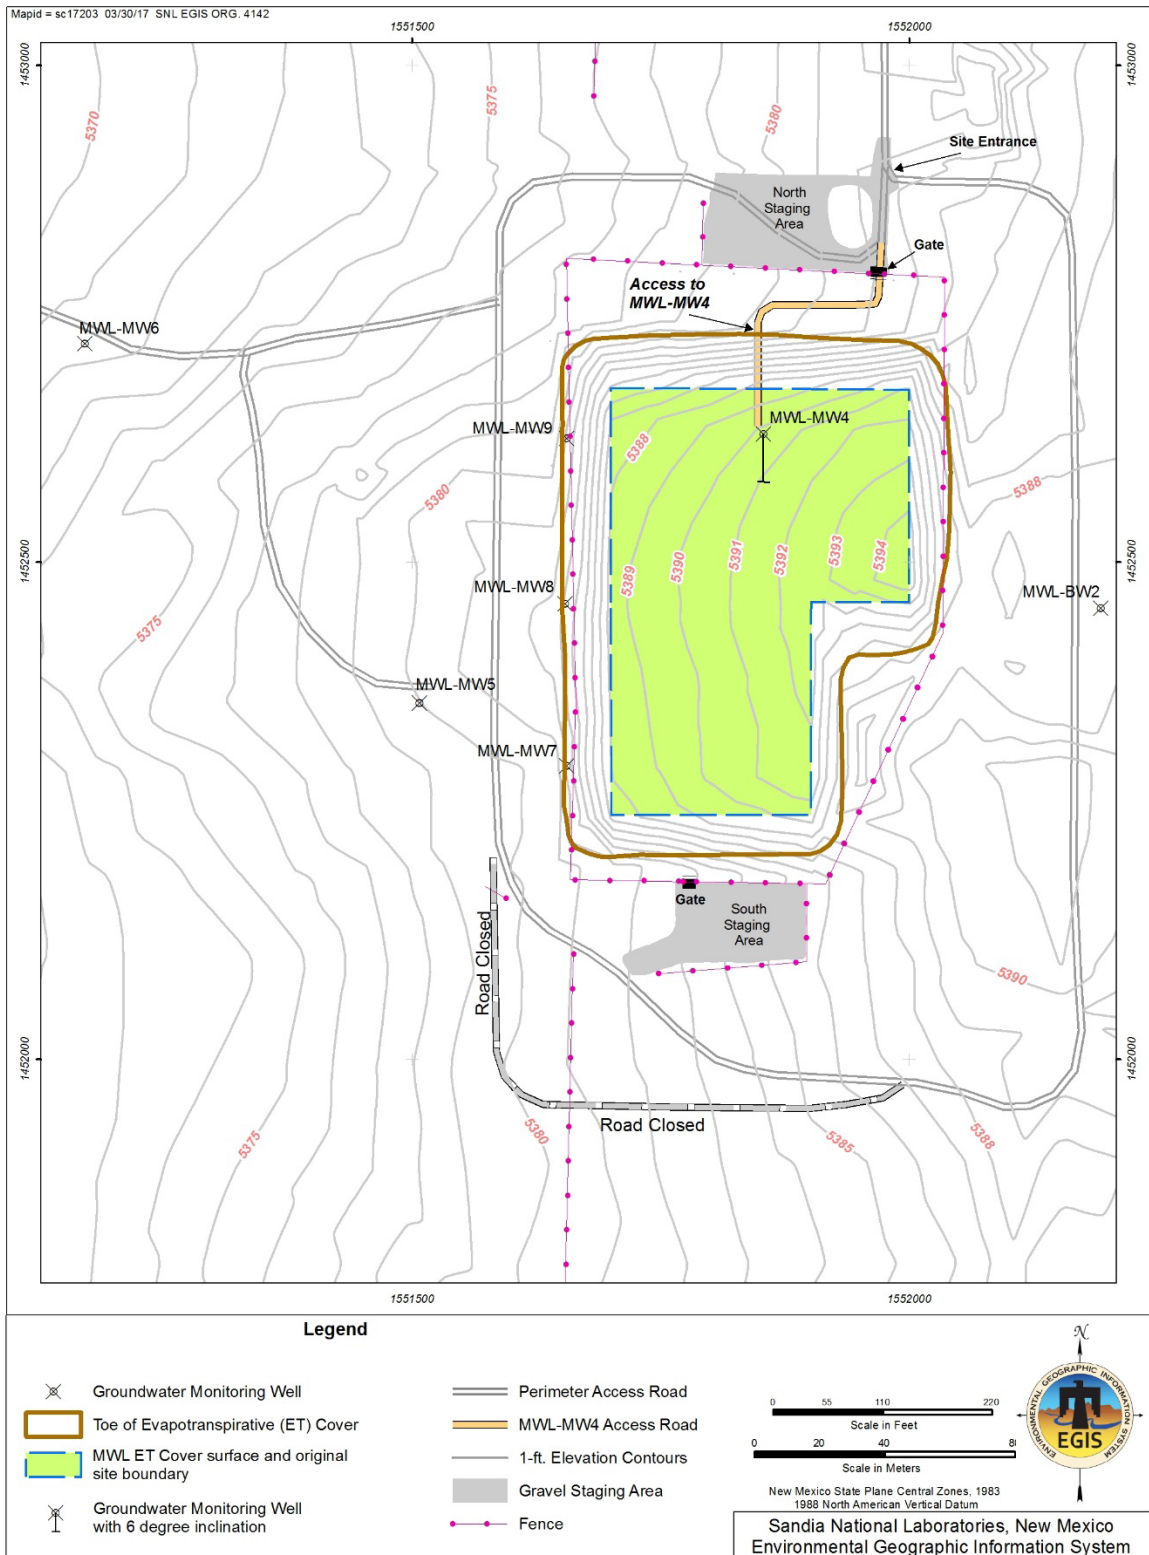 Mapid = sc17203 03/30/17 SNL EGIS ORG. 4142
1551500
1552000
1453000
1453000
5370
5375
5380
Site Entrance
North
Staging
Area
Gate
Access to
MWL-MW4
MWL-MW6
MWL-MW9
MWL-MW4
5388
5380
5388
1452500
1452500
5389
5390
5391
5392
5393
5394
MWL-MW8
MWL-BW2
5375
MWL-MW5
MWL-MW7
Gate
South
Staging
Area
Road Closed
5390
1452000
1452000
Road Closed
5375
5380
5385
5388
1551500
1552000
Legend
Groundwater Monitoring Well
Toe of Evapotranspirative (ET) Cover
MWL ET Cover surface and original
site boundary
Groundwater Monitoring Well
with 6 degree inclination
Perimeter Access Road
MWL-MW4 Access Road
1-ft. Elevation Contours
Gravel Staging Area
Fence
N
0 55 110 220
Scale in Feet
0 20 40 80
Scale in Meters
ENVIRONMENTAL GEOGRAPHIC INFORMATION SYSTEM
EGIS
New Mexico State Plane Central Zones, 1983
1988 North American Vertical Datum
Sandia National Laboratories, New Mexico
Environmental Geographic Information System